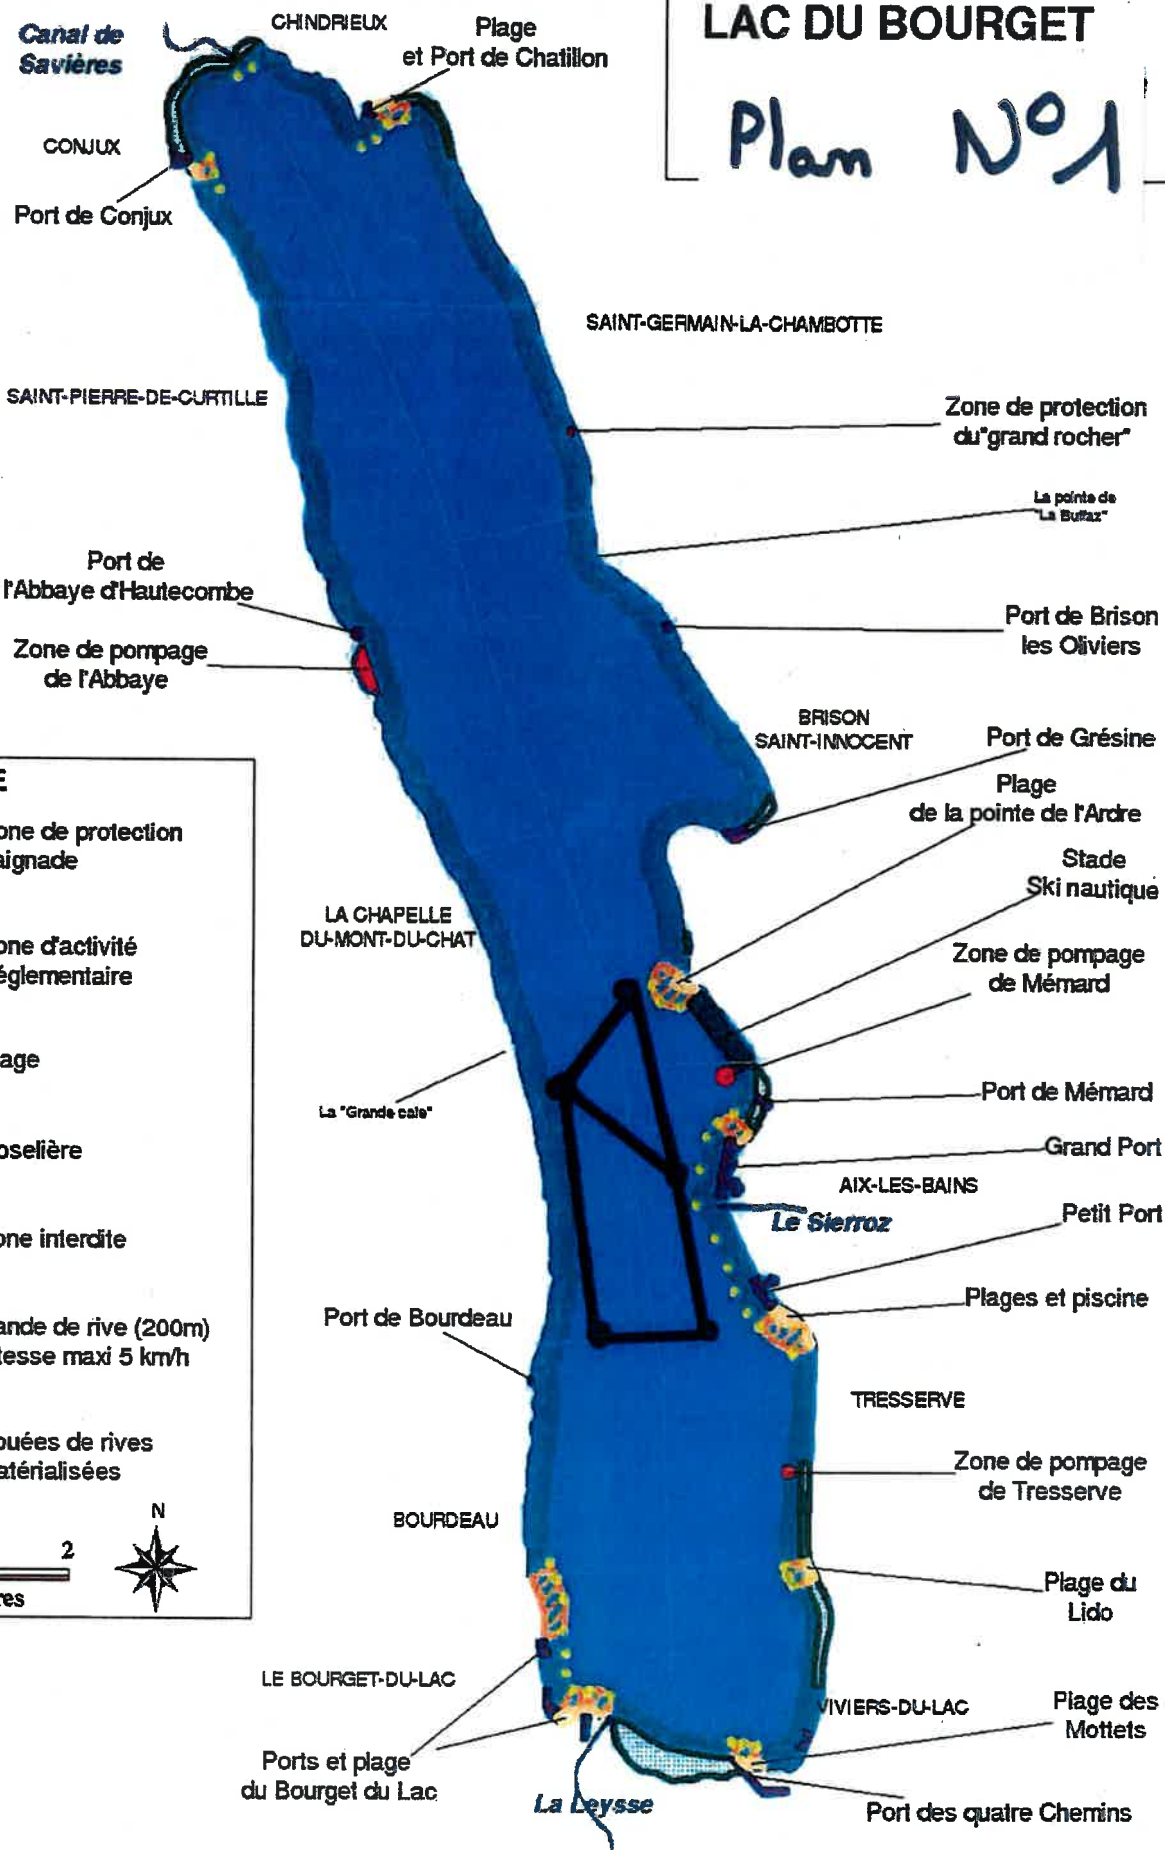 LAC DU BOURGET
Plan N°1
Canal de
Savières
CHINDRIEUX
Plage
et Port de Chatillon
CONJUX
Port de Conjux
SAINT-GERMAIN-LA-CHAMBOTTE
SAINT-PIERRE-DE-CURTILLE
Zone de protection
du"grand rocher"
La pointe de
"La Buffaz"
Port de
l'Abbaye d'Hautecombe
Port de Brison
les Oliviers
Zone de pompage
de l'Abbaye
BRISON
SAINT-INNOCENT
Port de Grésine
Plage
de la pointe de l'Ardre
Stade
Ski nautique
LA CHAPELLE
DU-MONT-DU-CHAT
Zone de pompage
de Mémard
La "Grande cale"
Port de Mémard
Grand Port
AIX-LES-BAINS
Le Sierroz
Petit Port
Plages et piscine
Port de Bourdeau
TRESSERVE
Zone de pompage
de Tresserve
BOURDEAU
Plage du
Lido
LE BOURGET-DU-LAC
VIVIERS-DU-LAC
Plage des
Mottets
Ports et plage
du Bourget du Lac
La Leysse
Port des quatre Chemins
E
one de protection
aignade
one d'activité
églementaire
age
oselière
one interdite
ande de rive (200m)
tesse maxi 5 km/h
ouées de rives
atérialisées
N
2
res